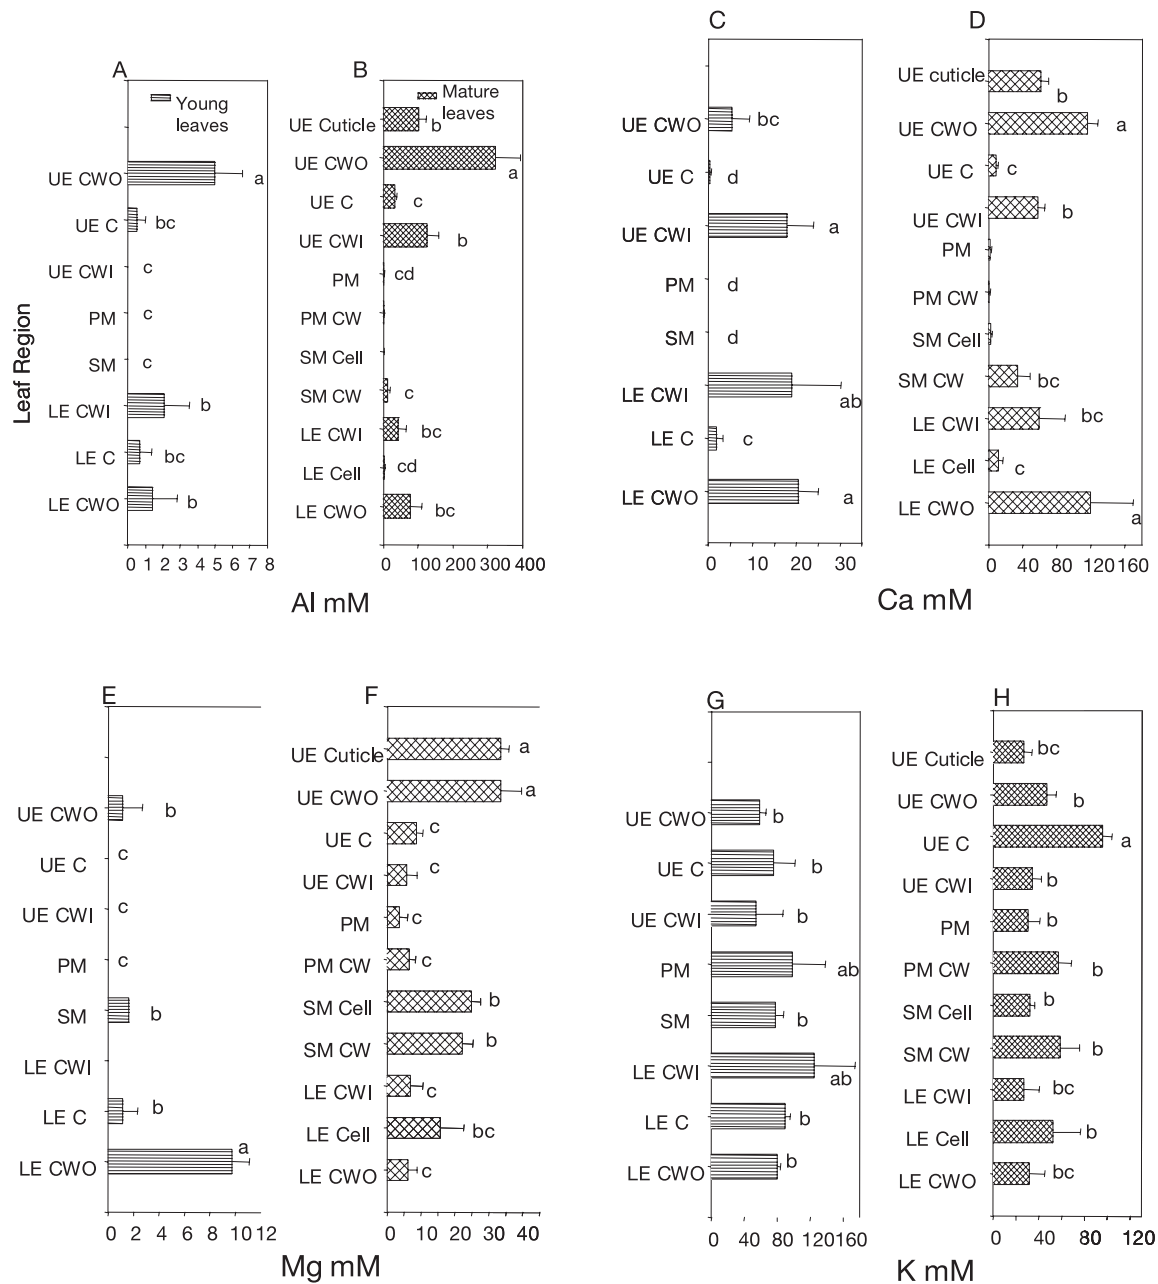 A
Young
leaves
UE CWO
a
UE C
bc
UE CWI
c
PM
c
SM
c
LE CWI
b
LE C
bc
LE CWO
b
0 1 2 3 4 5 6 7 8
Leaf Region
B
Mature
leaves
UE Cuticle
b
UE CWO
a
UE C
c
UE CWI
b
PM
cd
PM CW
SM Cell
SM CW
c
LE CWI
bc
LE Cell
cd
LE CWO
bc
0 100 200 300 400
Al mM
C
UE CWO
bc
UE C
d
UE CWI
a
PM
d
SM
d
LE CWI
ab
LE C
c
LE CWO
a
0 10 20 30
D
UE cuticle
b
UE CWO
a
UE C
c
UE CWI
b
PM
PM CW
SM Cell
SM CW
bc
LE CWI
bc
LE Cell
c
LE CWO
a
0 40 80 120 160
Ca mM
E
UE CWO
b
UE C
c
UE CWI
c
PM
c
SM
b
LE CWI
LE C
b
LE CWO
a
0 2 4 6 8 10 12
F
UE Cuticle
a
UE CWO
a
UE C
c
UE CWI
c
PM
c
PM CW
c
SM Cell
b
SM CW
b
LE CWI
c
LE Cell
bc
LE CWO
c
0 10 20 30 40
Mg mM
G
UE CWO
b
UE C
b
UE CWI
b
PM
ab
SM
b
LE CWI
ab
LE C
b
LE CWO
b
0 40 80 120 160
H
UE Cuticle
bc
UE CWO
b
UE C
a
UE CWI
b
PM
b
PM CW
b
SM Cell
b
SM CW
b
LE CWI
bc
LE Cell
b
LE CWO
bc
0 40 80 120
K mM